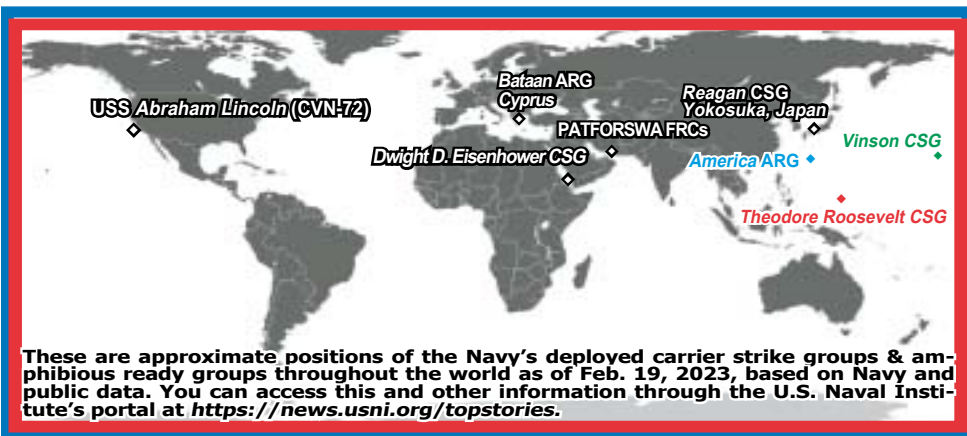 Bataan ARG
Cyprus
Reagan CSG
Yokosuka, Japan
USS Abraham Lincoln (CVN-72)
PATFORSWA FRCs
Vinson CSG
Dwight D. Eisenhower CSG
America ARG
Theodore Roosevelt CSG
These are approximate positions of the Navy's deployed carrier strike groups & am-
phibious ready groups throughout the world as of Feb. 19, 2023, based on Navy and
public data. You can access this and other information through the U.S. Naval Insti-
tute's portal at https://news.usni.org/topstories.